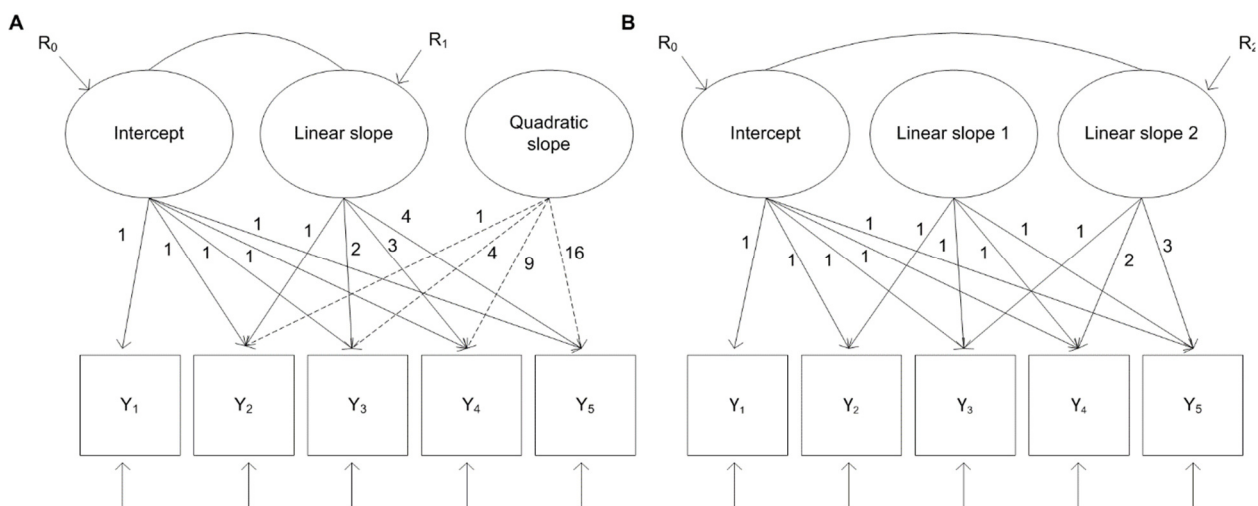 A
R₀
R₁
Intercept
Linear slope
Quadratic
slope
1
1
1
1
1
1
2
3
4
1
4
9
16
Y₁
Y₂
Y₃
Y₄
Y₅
B
R₀
R₂
Intercept
Linear slope 1
Linear slope 2
1
1
1
1
1
1
1
1
1
1
2
3
Y₁
Y₂
Y₃
Y₄
Y₅